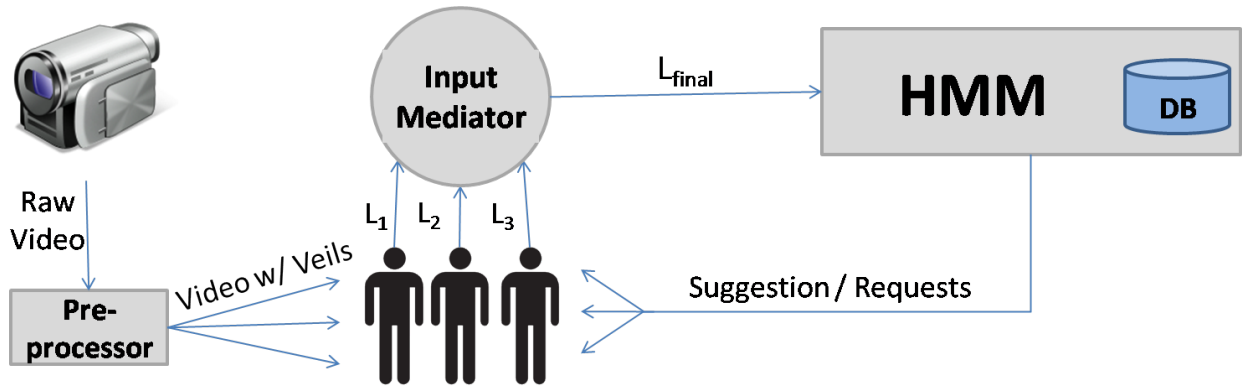 Raw
Video
Pre-
processor
Video w/ Veils
Input
Mediator
L1
L2
L3
Lfinal
HMM
DB
Suggestion / Requests